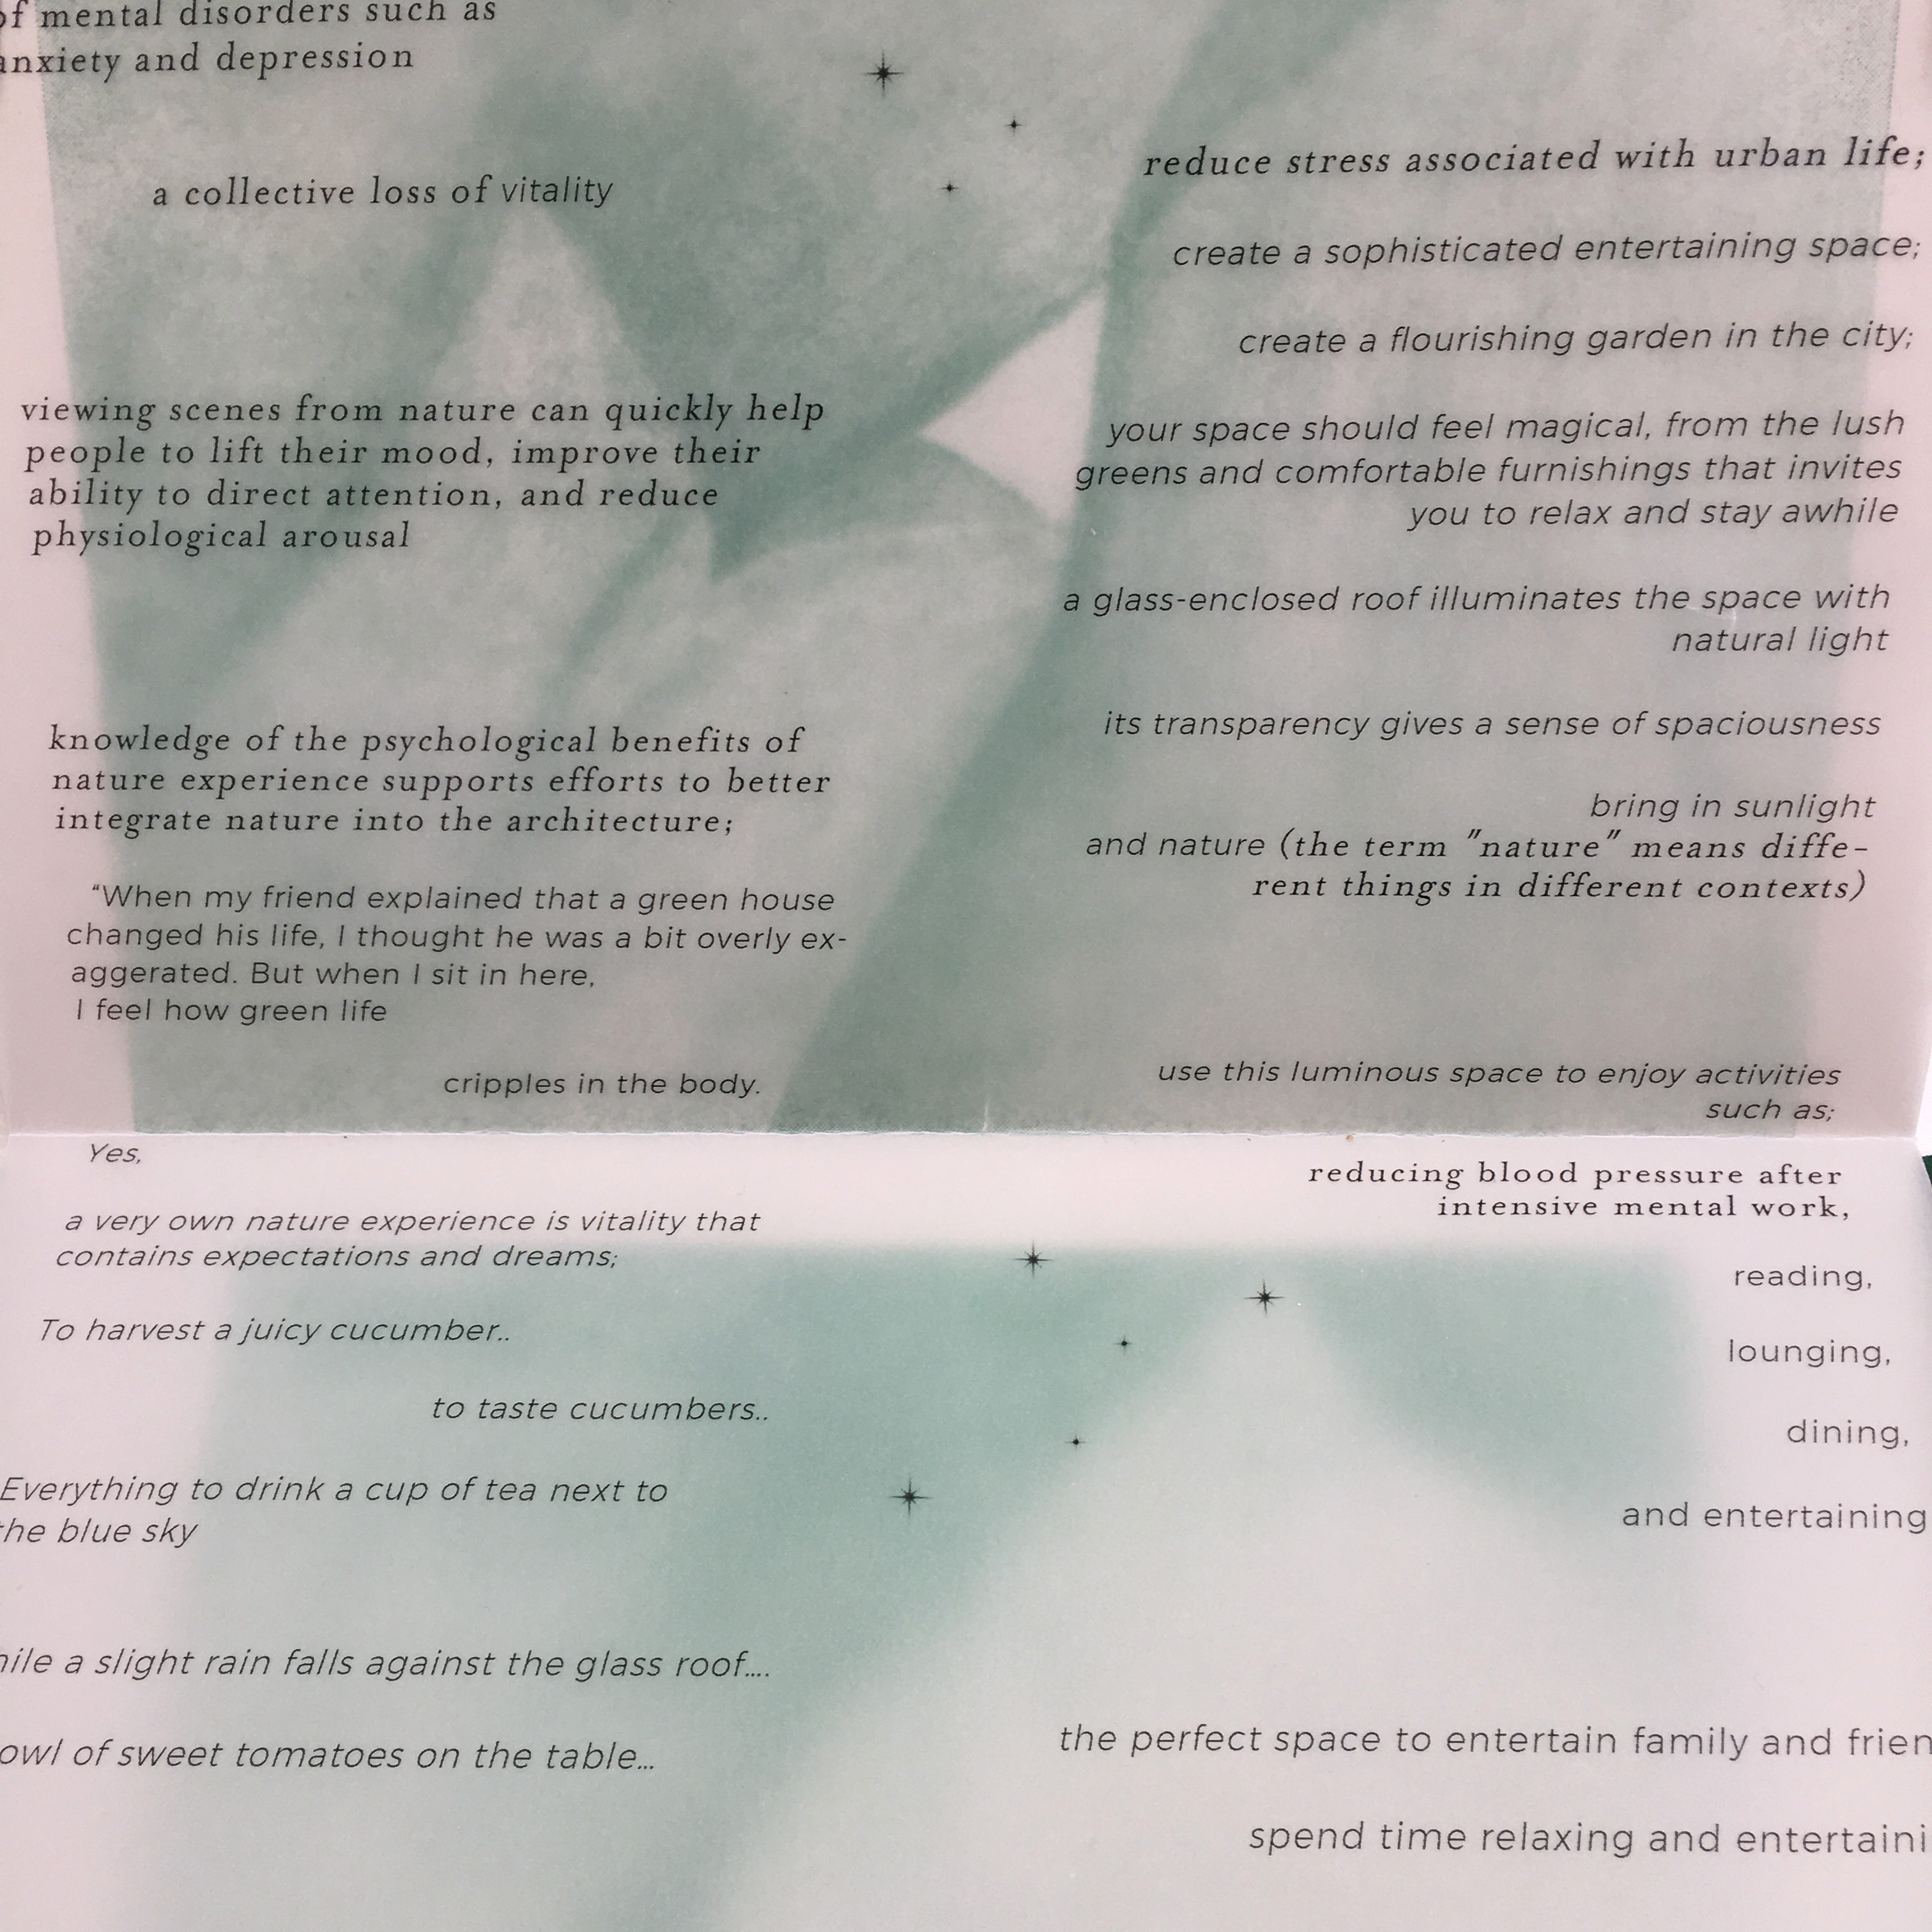 of mental disorders such as
anxiety and depression
a collective loss of vitality
viewing scenes from nature can quickly help
people to lift their mood, improve their
ability to direct attention, and reduce
physiological arousal
knowledge of the psychological benefits of
nature experience supports efforts to better
integrate nature into the architecture;
“When my friend explained that a green house
changed his life, I thought he was a bit overly ex-
aggerated. But when I sit in here,
I feel how green life
cripples in the body.
Yes,
a very own nature experience is vitality that
contains expectations and dreams;
To harvest a juicy cucumber..
to taste cucumbers..
Everything to drink a cup of tea next to
the blue sky
a slight rain falls against the glass roof....
of sweet tomatoes on the table...
reduce stress associated with urban life;
create a sophisticated entertaining space;
create a flourishing garden in the city;
your space should feel magical, from the lush
greens and comfortable furnishings that invites
you to relax and stay awhile
a glass-enclosed roof illuminates the space with
natural light
its transparency gives a sense of spaciousness
bring in sunlight
and nature (the term "nature" means diffe-
rent things in different contexts)
use this luminous space to enjoy activities
such as;
reducing blood pressure after
intensive mental work,
reading,
lounging,
dining,
and entertaining
the perfect space to entertain family and
spend time relaxing and